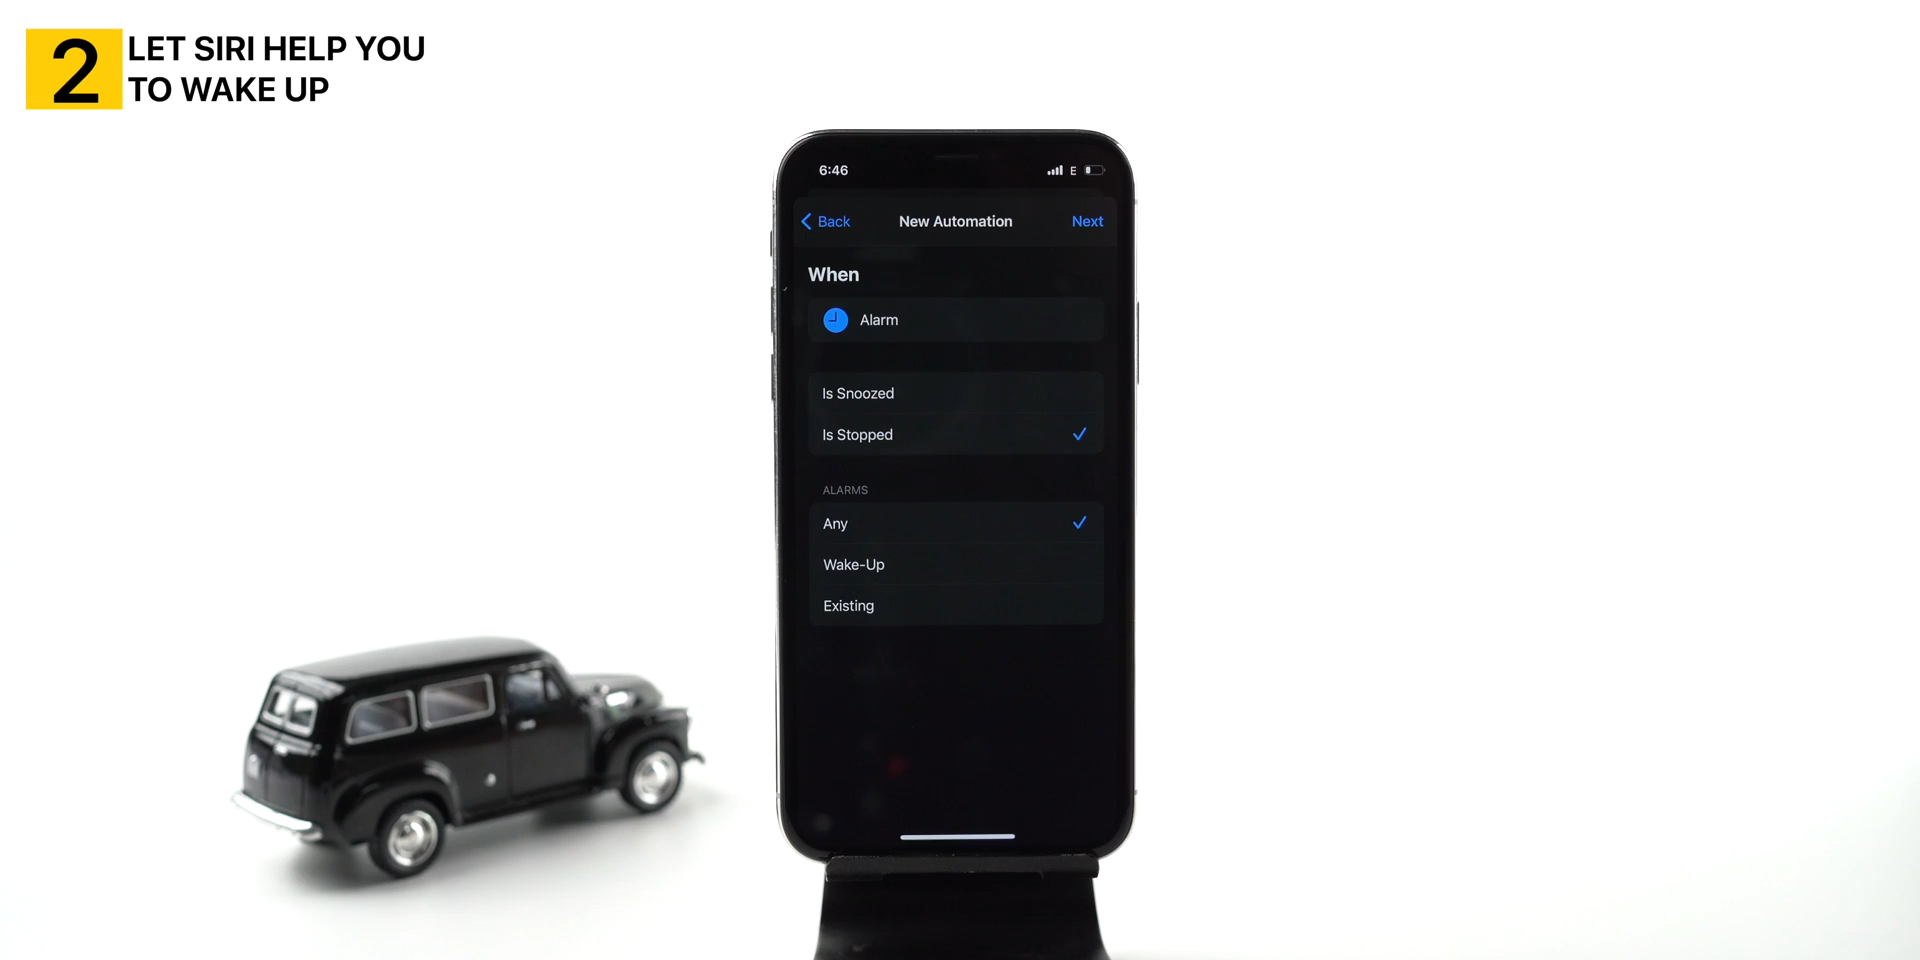 2
LET SIRI HELP YOU
TO WAKE UP
6:46
E
Back
New Automation
Next
When
Alarm
Is Snoozed
Is Stopped
ALARMS
Any
Wake-Up
Existing